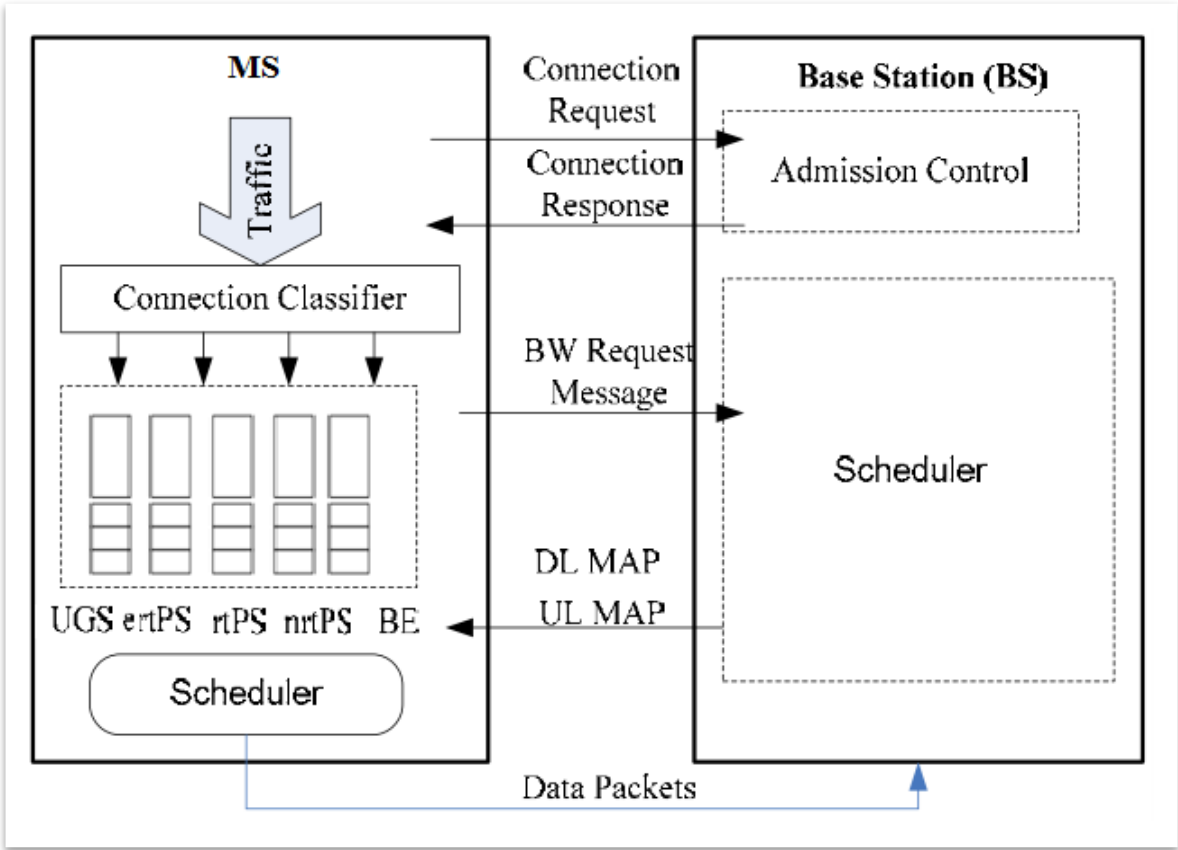 MS
Traffic
Connection Classifier
UGS ertPS rtPS nrtPS BE
Scheduler
Connection
Request
Connection
Response
BW Request
Message
DL MAP
UL MAP
Data Packets
Base Station (BS)
Admission Control
Scheduler